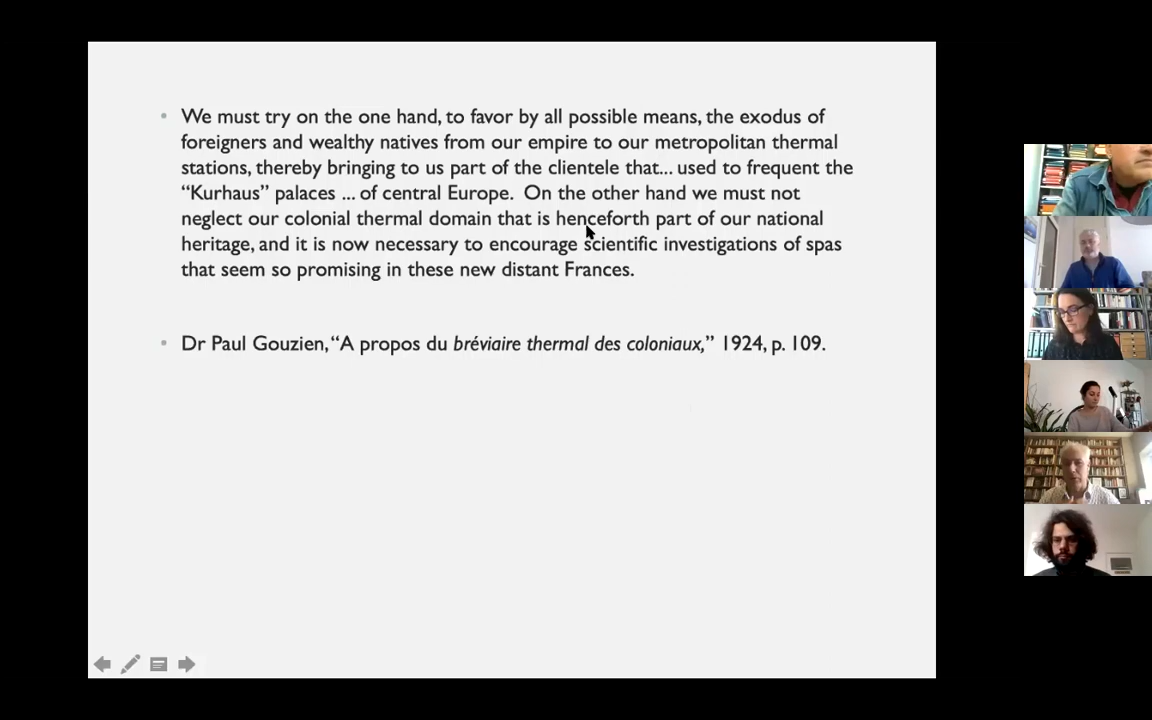 We must try on the one hand, to favor by all possible means, the exodus of
foreigners and wealthy natives from our empire to our metropolitan thermal
stations, thereby bringing to us part of the clientele that... used to frequent the
“Kurhaus” palaces ... of central Europe.  On the other hand we must not
neglect our colonial thermal domain that is henceforth part of our national
heritage, and it is now necessary to encourage scientific investigations of spas
that seem so promising in these new distant Frances.
Dr Paul Gouzien, “A propos du bréviaire thermal des coloniaux,” 1924, p. 109.